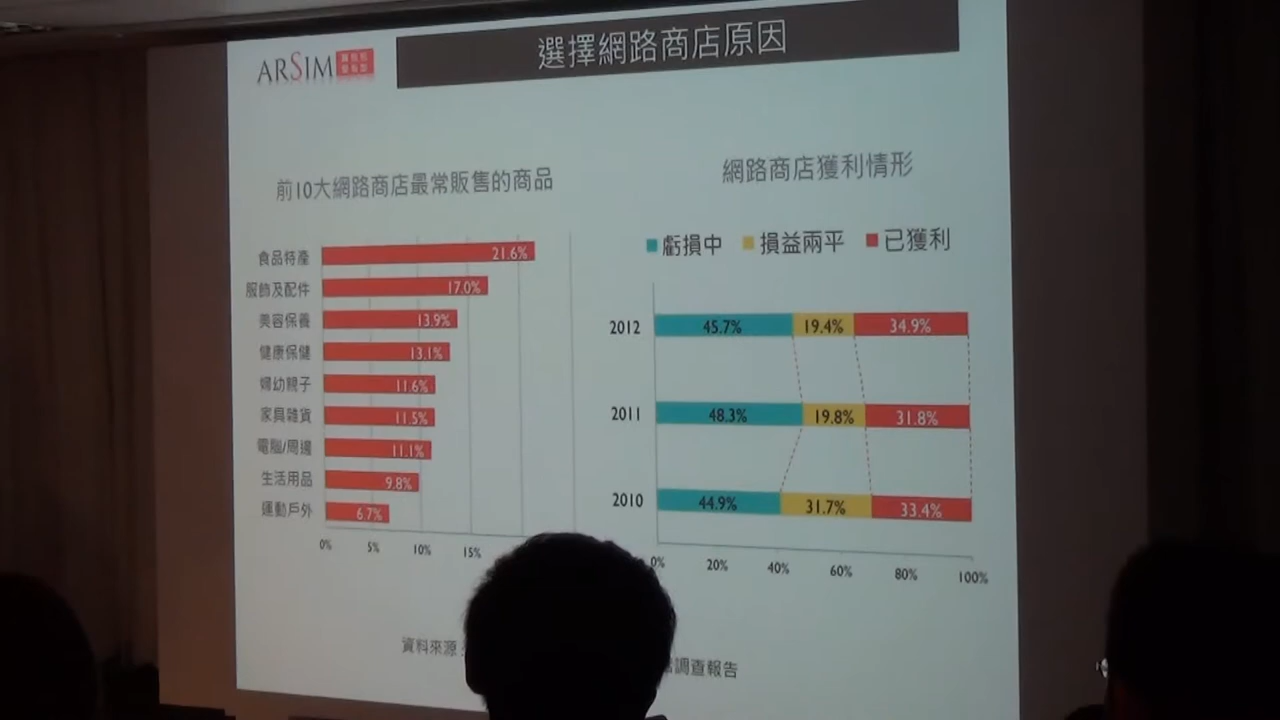 ARSIM
選擇網路商店原因
前10大網路商店最常販售的商品
食品特產 21.6%
服飾及配件 17.0%
美容保養 13.9%
健康保健 13.1%
婦幼親子 11.6%
家具雜貨 11.5%
電腦/周邊 11.1%
生活用品 9.8%
運動戶外 6.7%
0% 5% 10% 15%
網路商店獲利情形
虧損中 損益兩平 已獲利
2012 45.7% 19.4% 34.9%
2011 48.3% 19.8% 31.8%
2010 44.9% 31.7% 33.4%
0% 20% 40% 60% 80% 100%
資料來源
調查報告